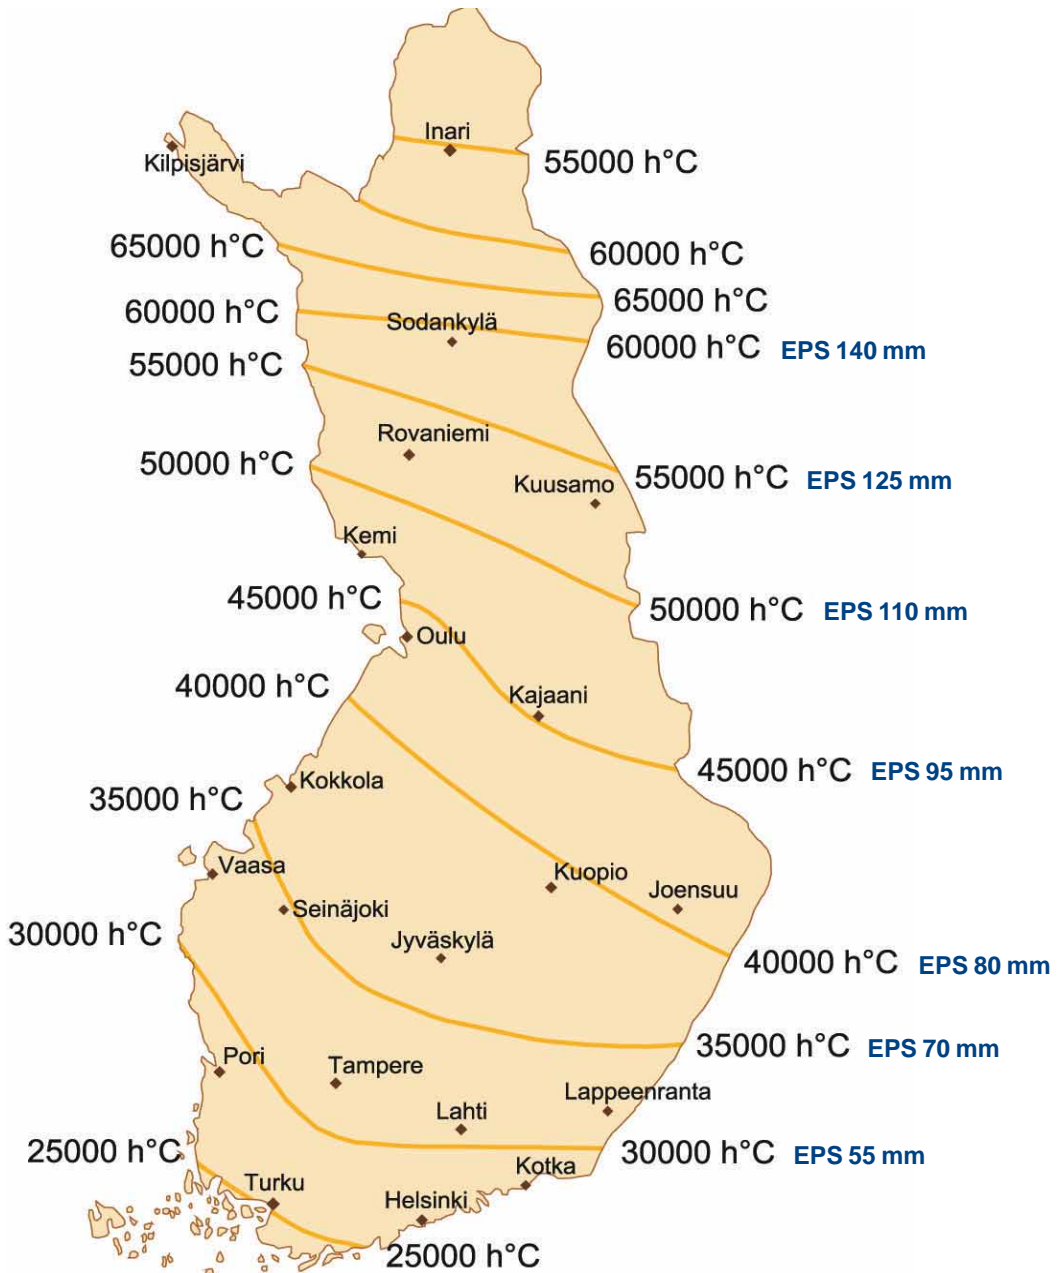 Inari
Kilpisjärvi
55000 h°C
65000 h°C
60000 h°C
65000 h°C
60000 h°C
Sodankylä
60000 h°C EPS 140 mm
55000 h°C
Rovaniemi
50000 h°C
55000 h°C EPS 125 mm
Kuusamo
Kemi
45000 h°C
50000 h°C EPS 110 mm
Oulu
40000 h°C
Kajaani
45000 h°C EPS 95 mm
Kokkola
35000 h°C
Vaasa
Kuopio
Joensuu
Seinäjoki
30000 h°C
Jyväskylä
40000 h°C EPS 80 mm
35000 h°C EPS 70 mm
Pori
Tampere
Lappeenranta
Lahti
25000 h°C
30000 h°C EPS 55 mm
Kotka
Turku
Helsinki
25000 h°C